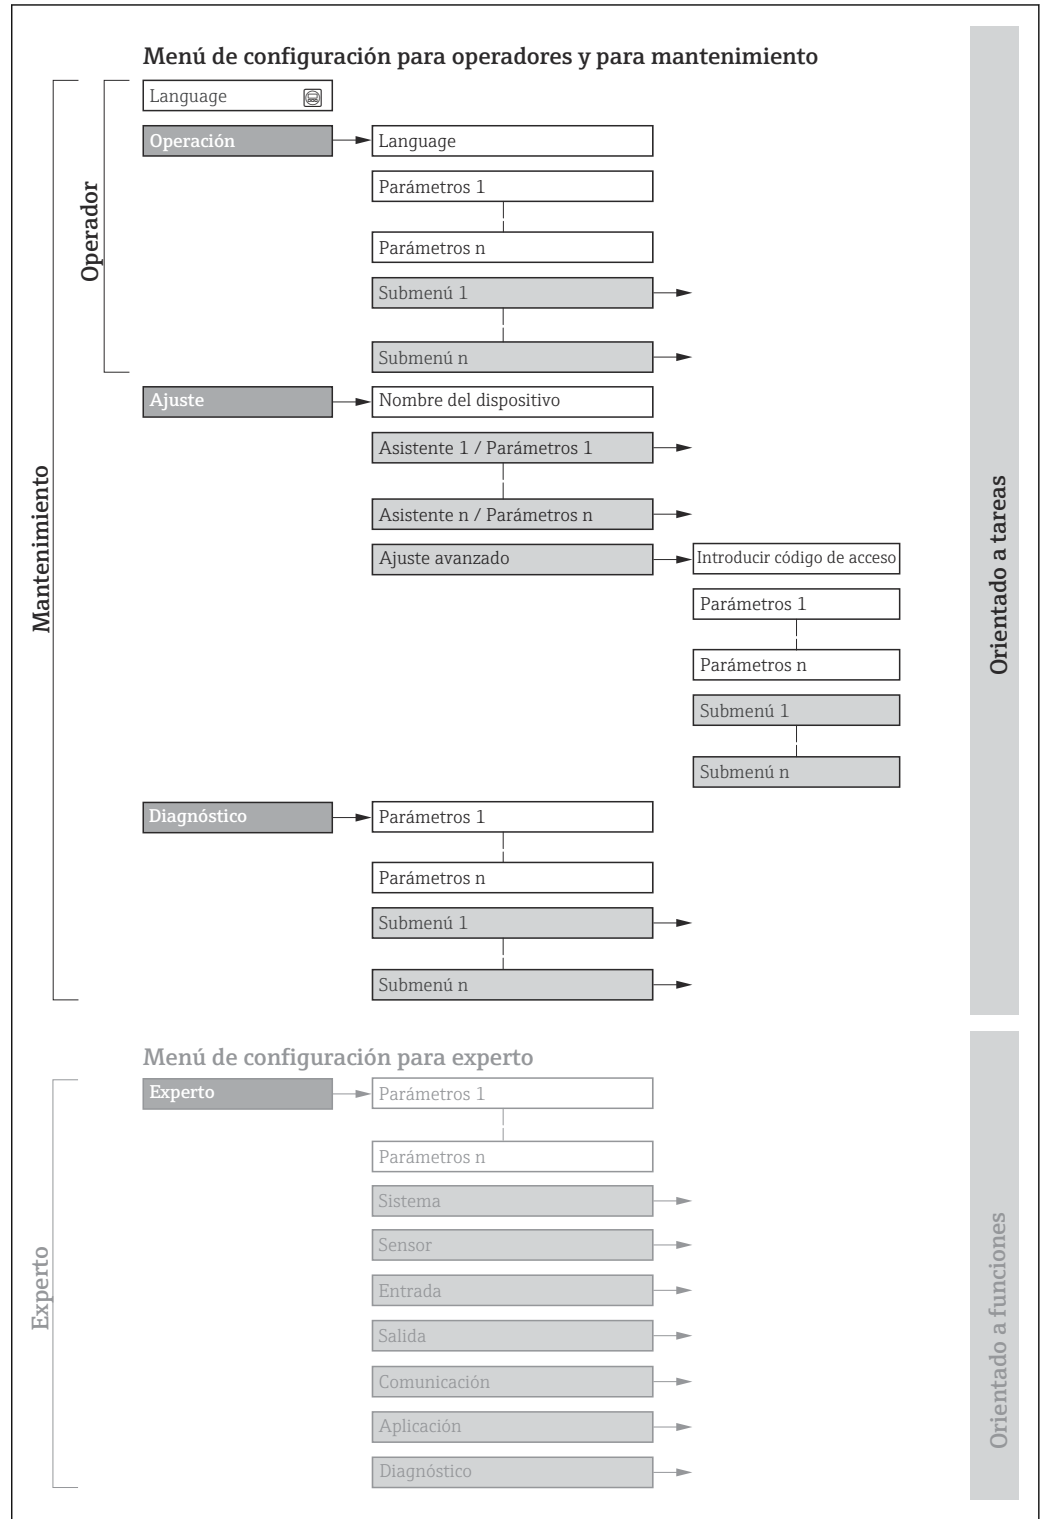 Menú de configuración para operadores y para mantenimiento
Mantenimiento
Operador
Language
Operación
Language
Parámetros 1
Parámetros n
Submenú 1
Submenú n
Ajuste
Nombre del dispositivo
Asistente 1 / Parámetros 1
Asistente n / Parámetros n
Ajuste avanzado
Introducir código de acceso
Parámetros 1
Parámetros n
Submenú 1
Submenú n
Diagnóstico
Parámetros 1
Parámetros n
Submenú 1
Submenú n
Orientado a tareas
Menú de configuración para experto
Experto
Experto
Parámetros 1
Parámetros n
Sistema
Sensor
Entrada
Salida
Comunicación
Aplicación
Diagnóstico
Orientado a funciones